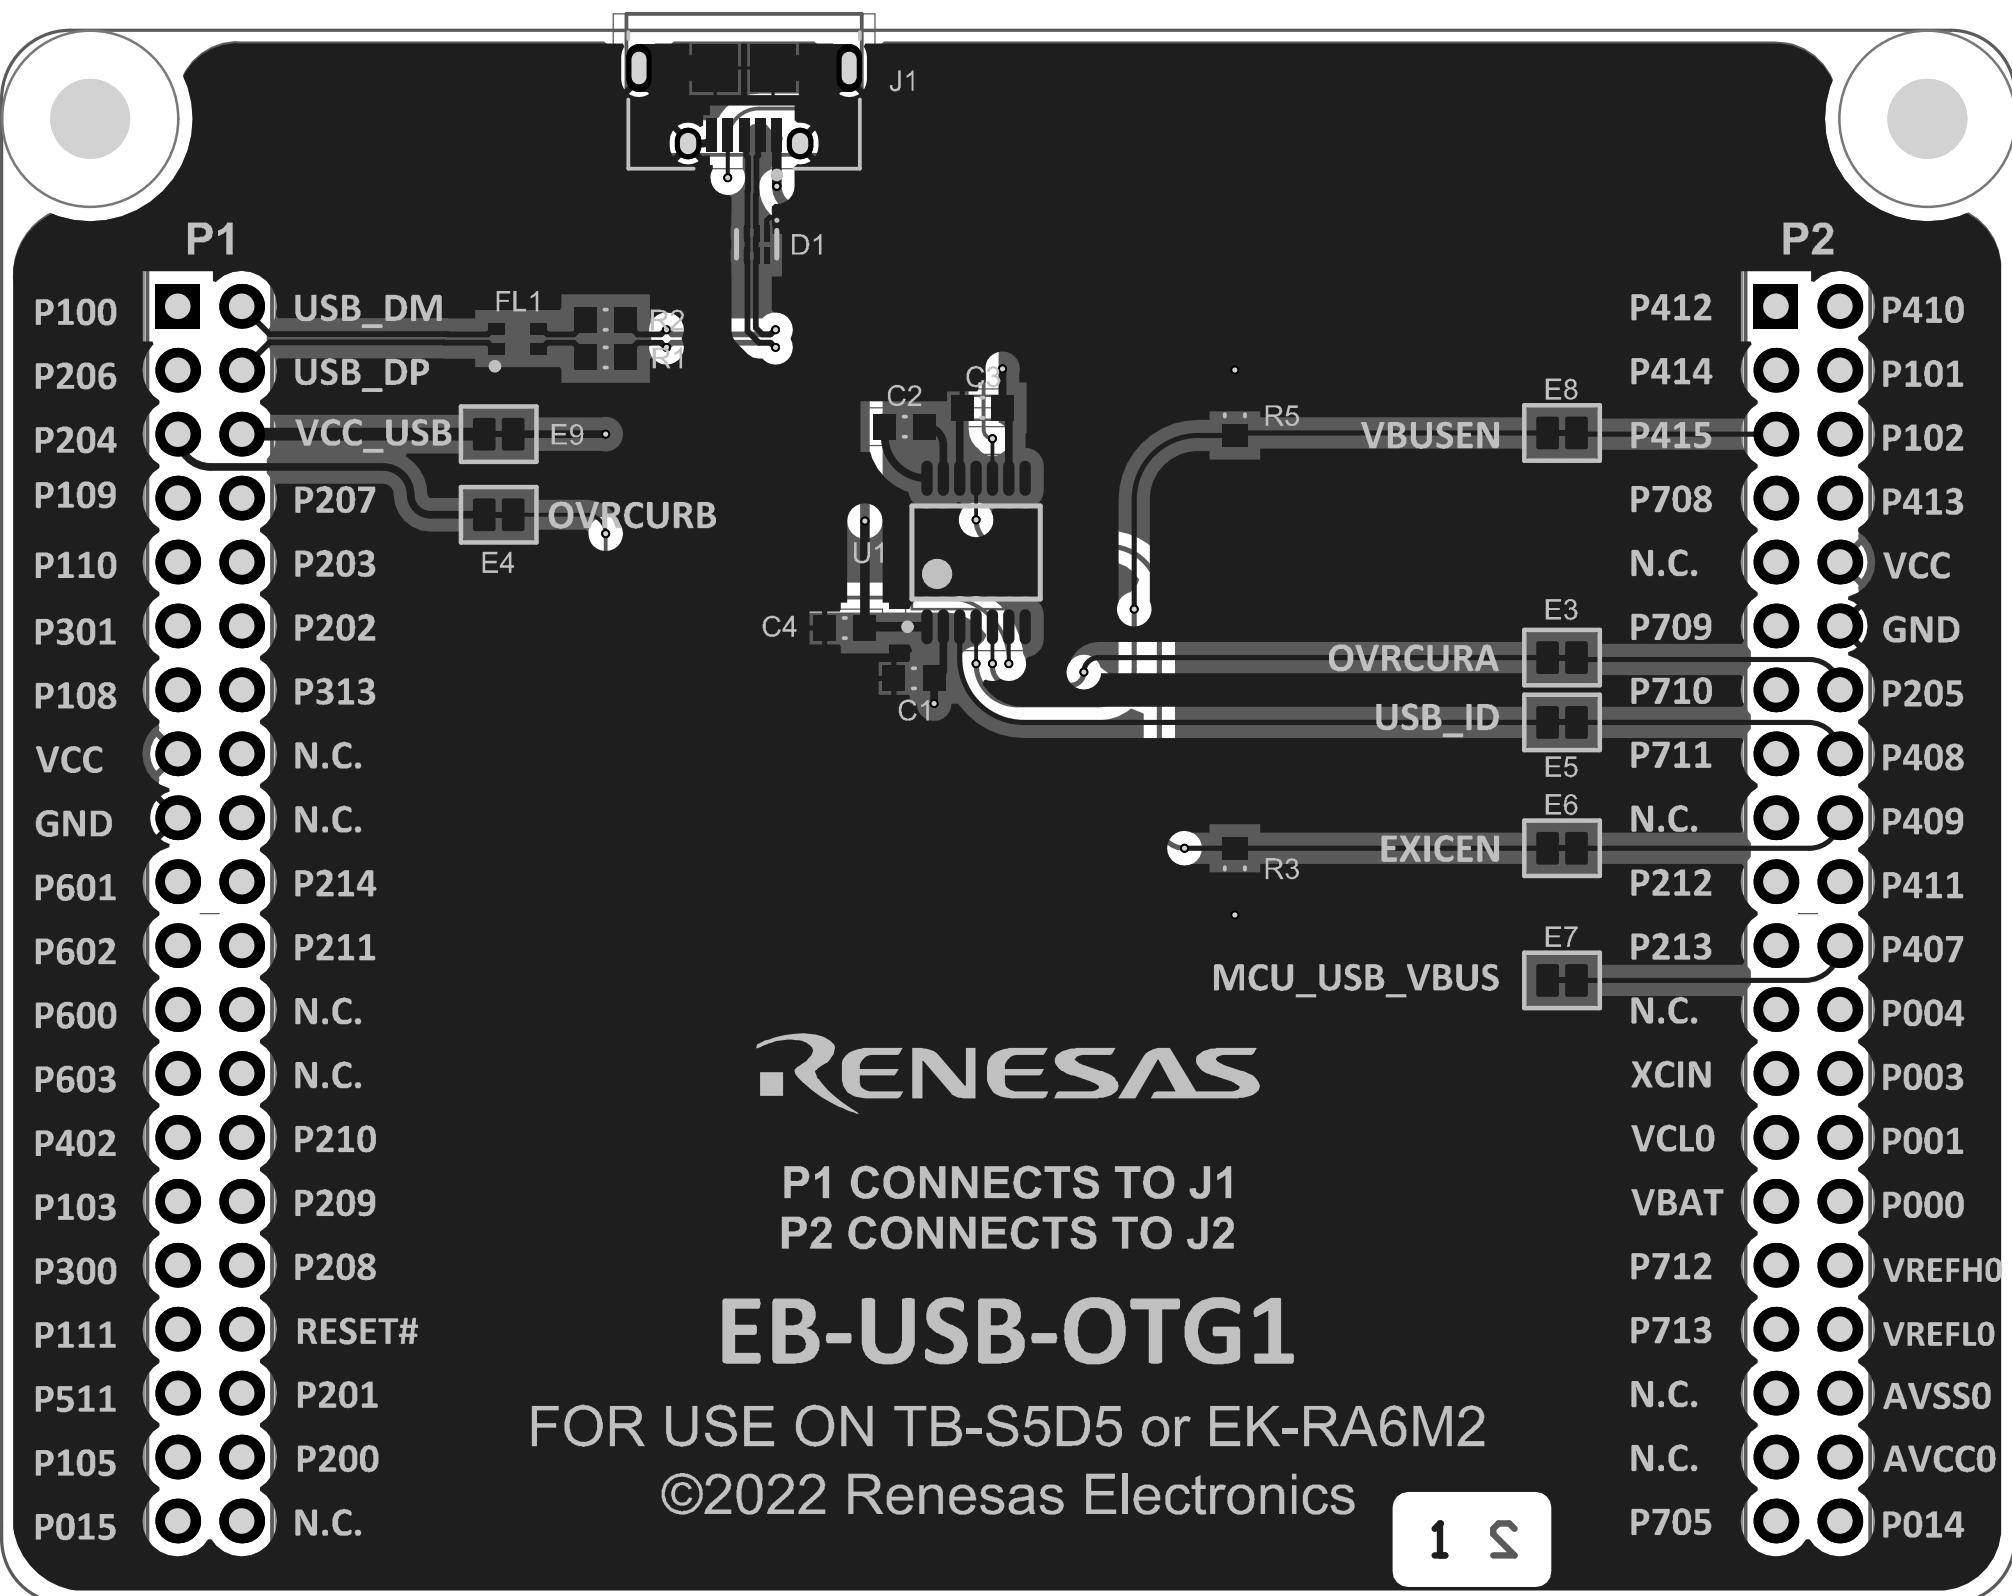 J1
P1
P2
D1
P100 USB_DM FL1 R2 P412 P410
P206 USB_DP R1 P414 P101
C3
C2 R5 E8
P204 VCC_USB E9 VBUSEN P415 P102
P109 P207 OVRCURB P708 P413
E4 U1
P110 P203 N.C. VCC
P301 P202 C4 E3 P709 GND
OVRCURA
P108 P313 C1 P710 P205
USB_ID
VCC N.C. E5 P711 P408
E6
GND N.C. N.C. P409
EXICEN
R3
P601 P214 P212 P411
E7
P602 P211 P213 P407
MCU_USB_VBUS
P600 N.C. N.C. P004
P603 N.C. XCIN P003
RENESAS
P402 P210 VCL0 P001
P1 CONNECTS TO J1
P103 P209 VBAT P000
P2 CONNECTS TO J2
P300 P208 P712 VREFH0
P111 RESET# P713 VREFL0
EB-USB-OTG1
P511 P201 N.C. AVSS0
FOR USE ON TB-S5D5 or EK-RA6M2
P105 P200 N.C. AVCC0
©2022 Renesas Electronics
P015 N.C. P705 P014
1 2